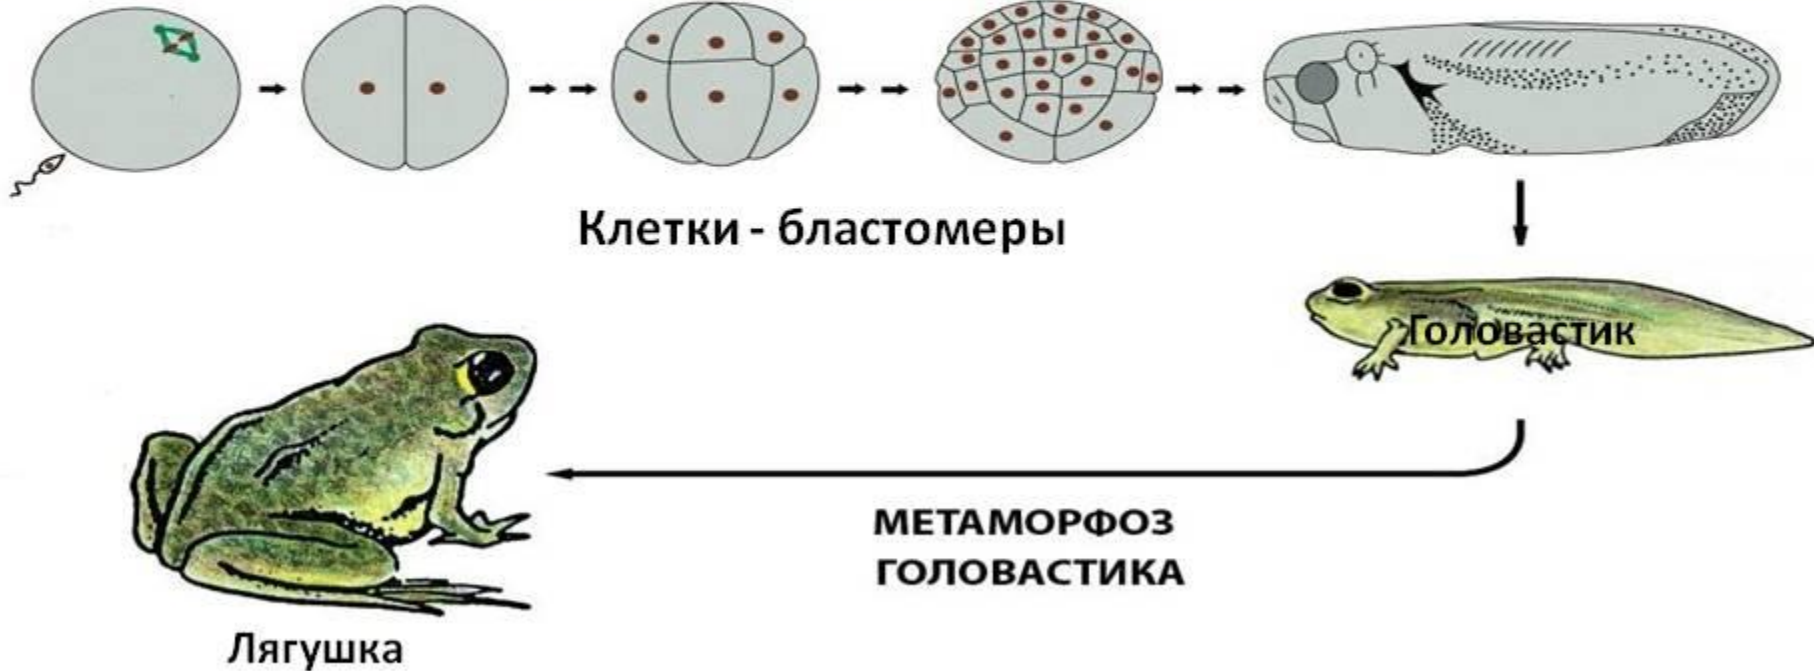 Клетки - бластомеры
Головастик
МЕТАМОРФОЗ
ГОЛОВАСТИКА
Лягушка